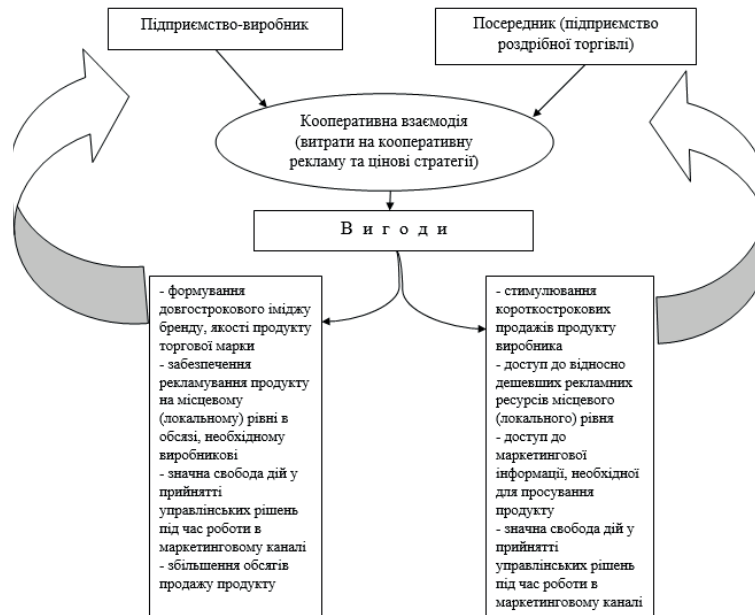 Підприємство-виробник
Посередник (підприємство
роздрібної торгівлі)
Кооперативна взаємодія
(витрати на кооперативну
рекламу та цінові стратегії)
В и г о д и
- формування
довгострокового іміджу
бренду, якості продукту
торгової марки
- забезпечення
рекламування продукту
на місцевому
(локальному) рівні в
обсязі, необхідному
виробникові
- значна свобода дій у
прийнятті
управлінських рішень
під час роботи в
маркетинговому каналі
- збільшення обсягів
продажу продукту
- стимулювання
короткострокових
продажів продукту
виробника
- доступ до відносно
дешевших рекламних
ресурсів місцевого
(локального) рівня
- доступ до
маркетингової
інформації, необхідної
для просування
продукту
- значна свобода дій у
прийнятті
управлінських рішень
під час роботи в
маркетинговому каналі